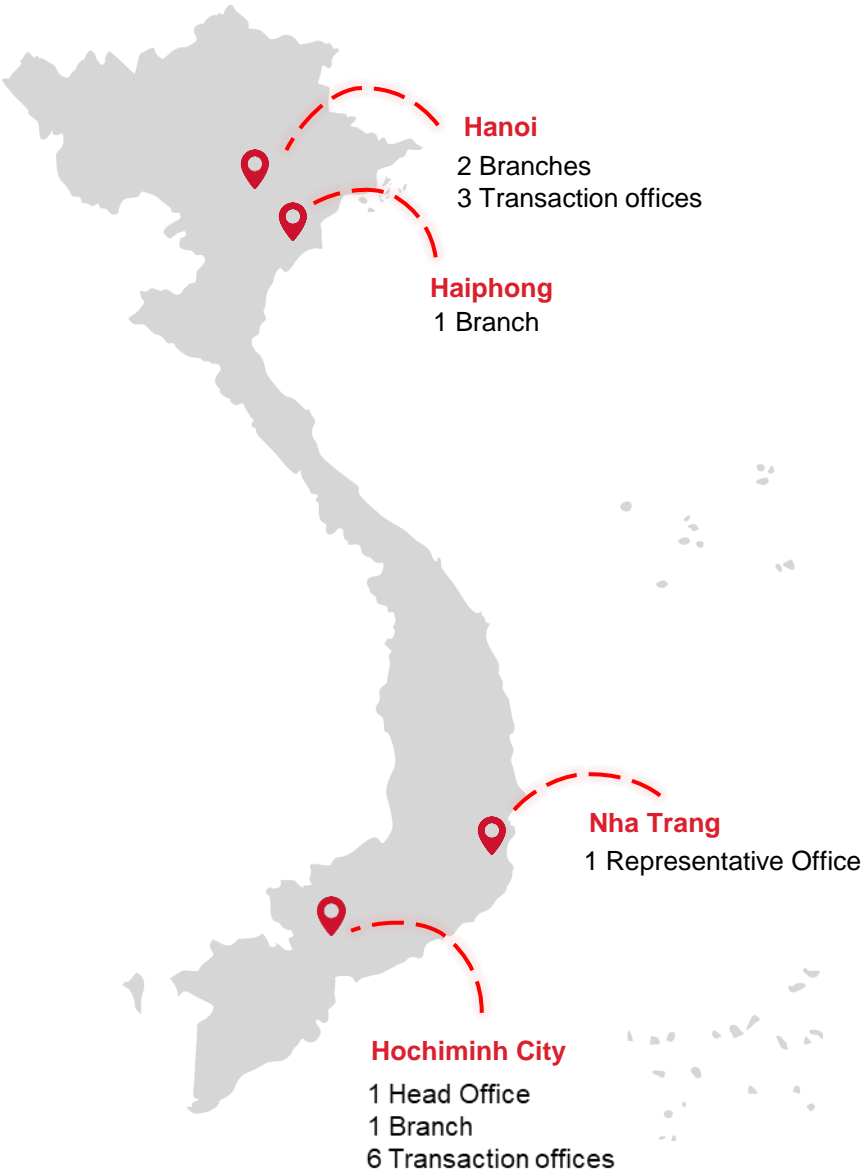 Hanoi
2 Branches
3 Transaction offices
Haiphong
1 Branch
Nha Trang
1 Representative Office
Hochiminh City
1 Head Office
1 Branch
6 Transaction offices